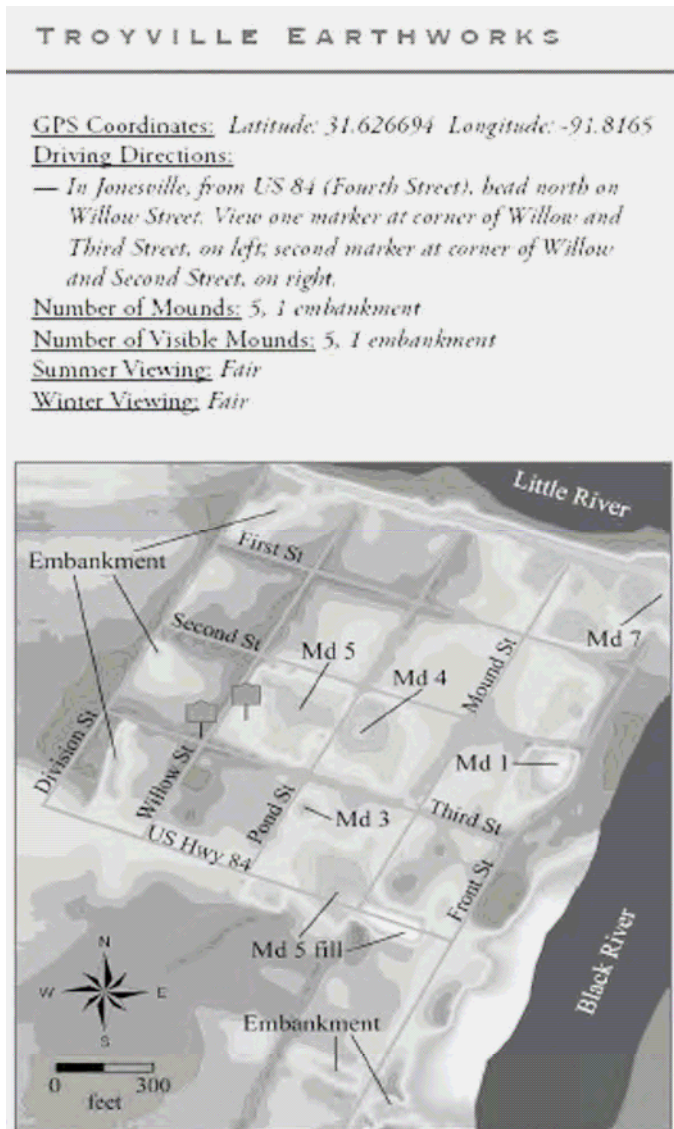 TROYVILLE EARTHWORKS
GPS Coordinates: Latitude: 31.626694 Longitude: -91.8165
Driving Directions:
— In Jonesville, from US 84 (Fourth Street), head north on
Willow Street. View one marker at corner of Willow and
Third Street, on left; second marker at corner of Willow
and Second Street, on right.
Number of Mounds: 5, 1 embankment
Number of Visible Mounds: 5, 1 embankment
Summer Viewing: Fair
Winter Viewing: Fair
Little River
Embankment
First St
Second St
Md 5
Md 4
Mound St
Md 7
Division St
Willow St
Pond St
Md 1
Md 3
Third St
US Hwy 84
Front St
Md 5 fill
Black River
N
W
E
S
Embankment
0 300
feet